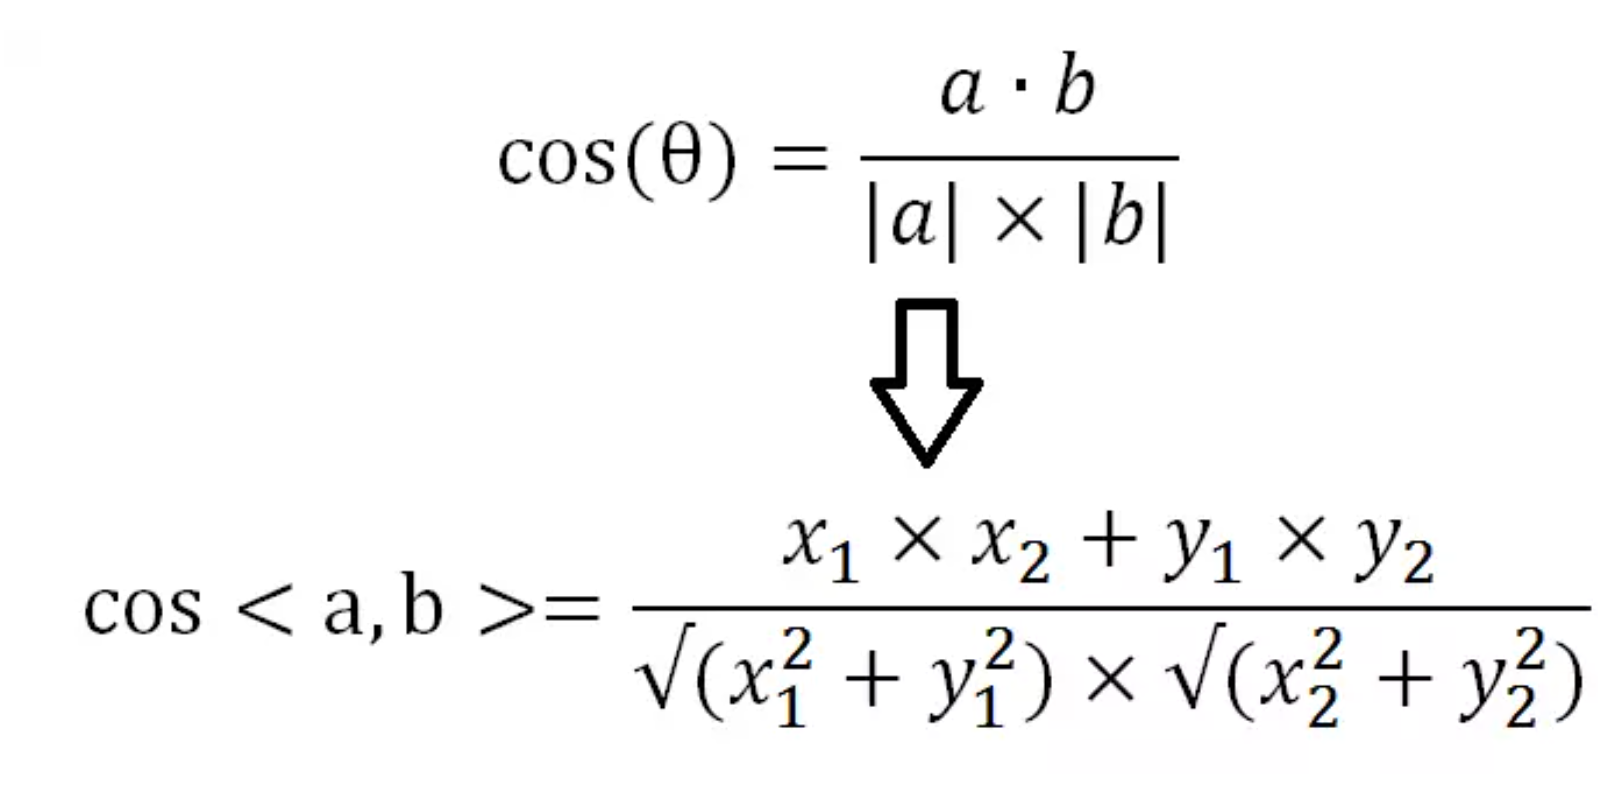 cos(θ) = a · b / |a| × |b|
cos < a, b >= x₁ × x₂ + y₁ × y₂ / √(x₁² + y₁²) × √(x₂² + y₂²)